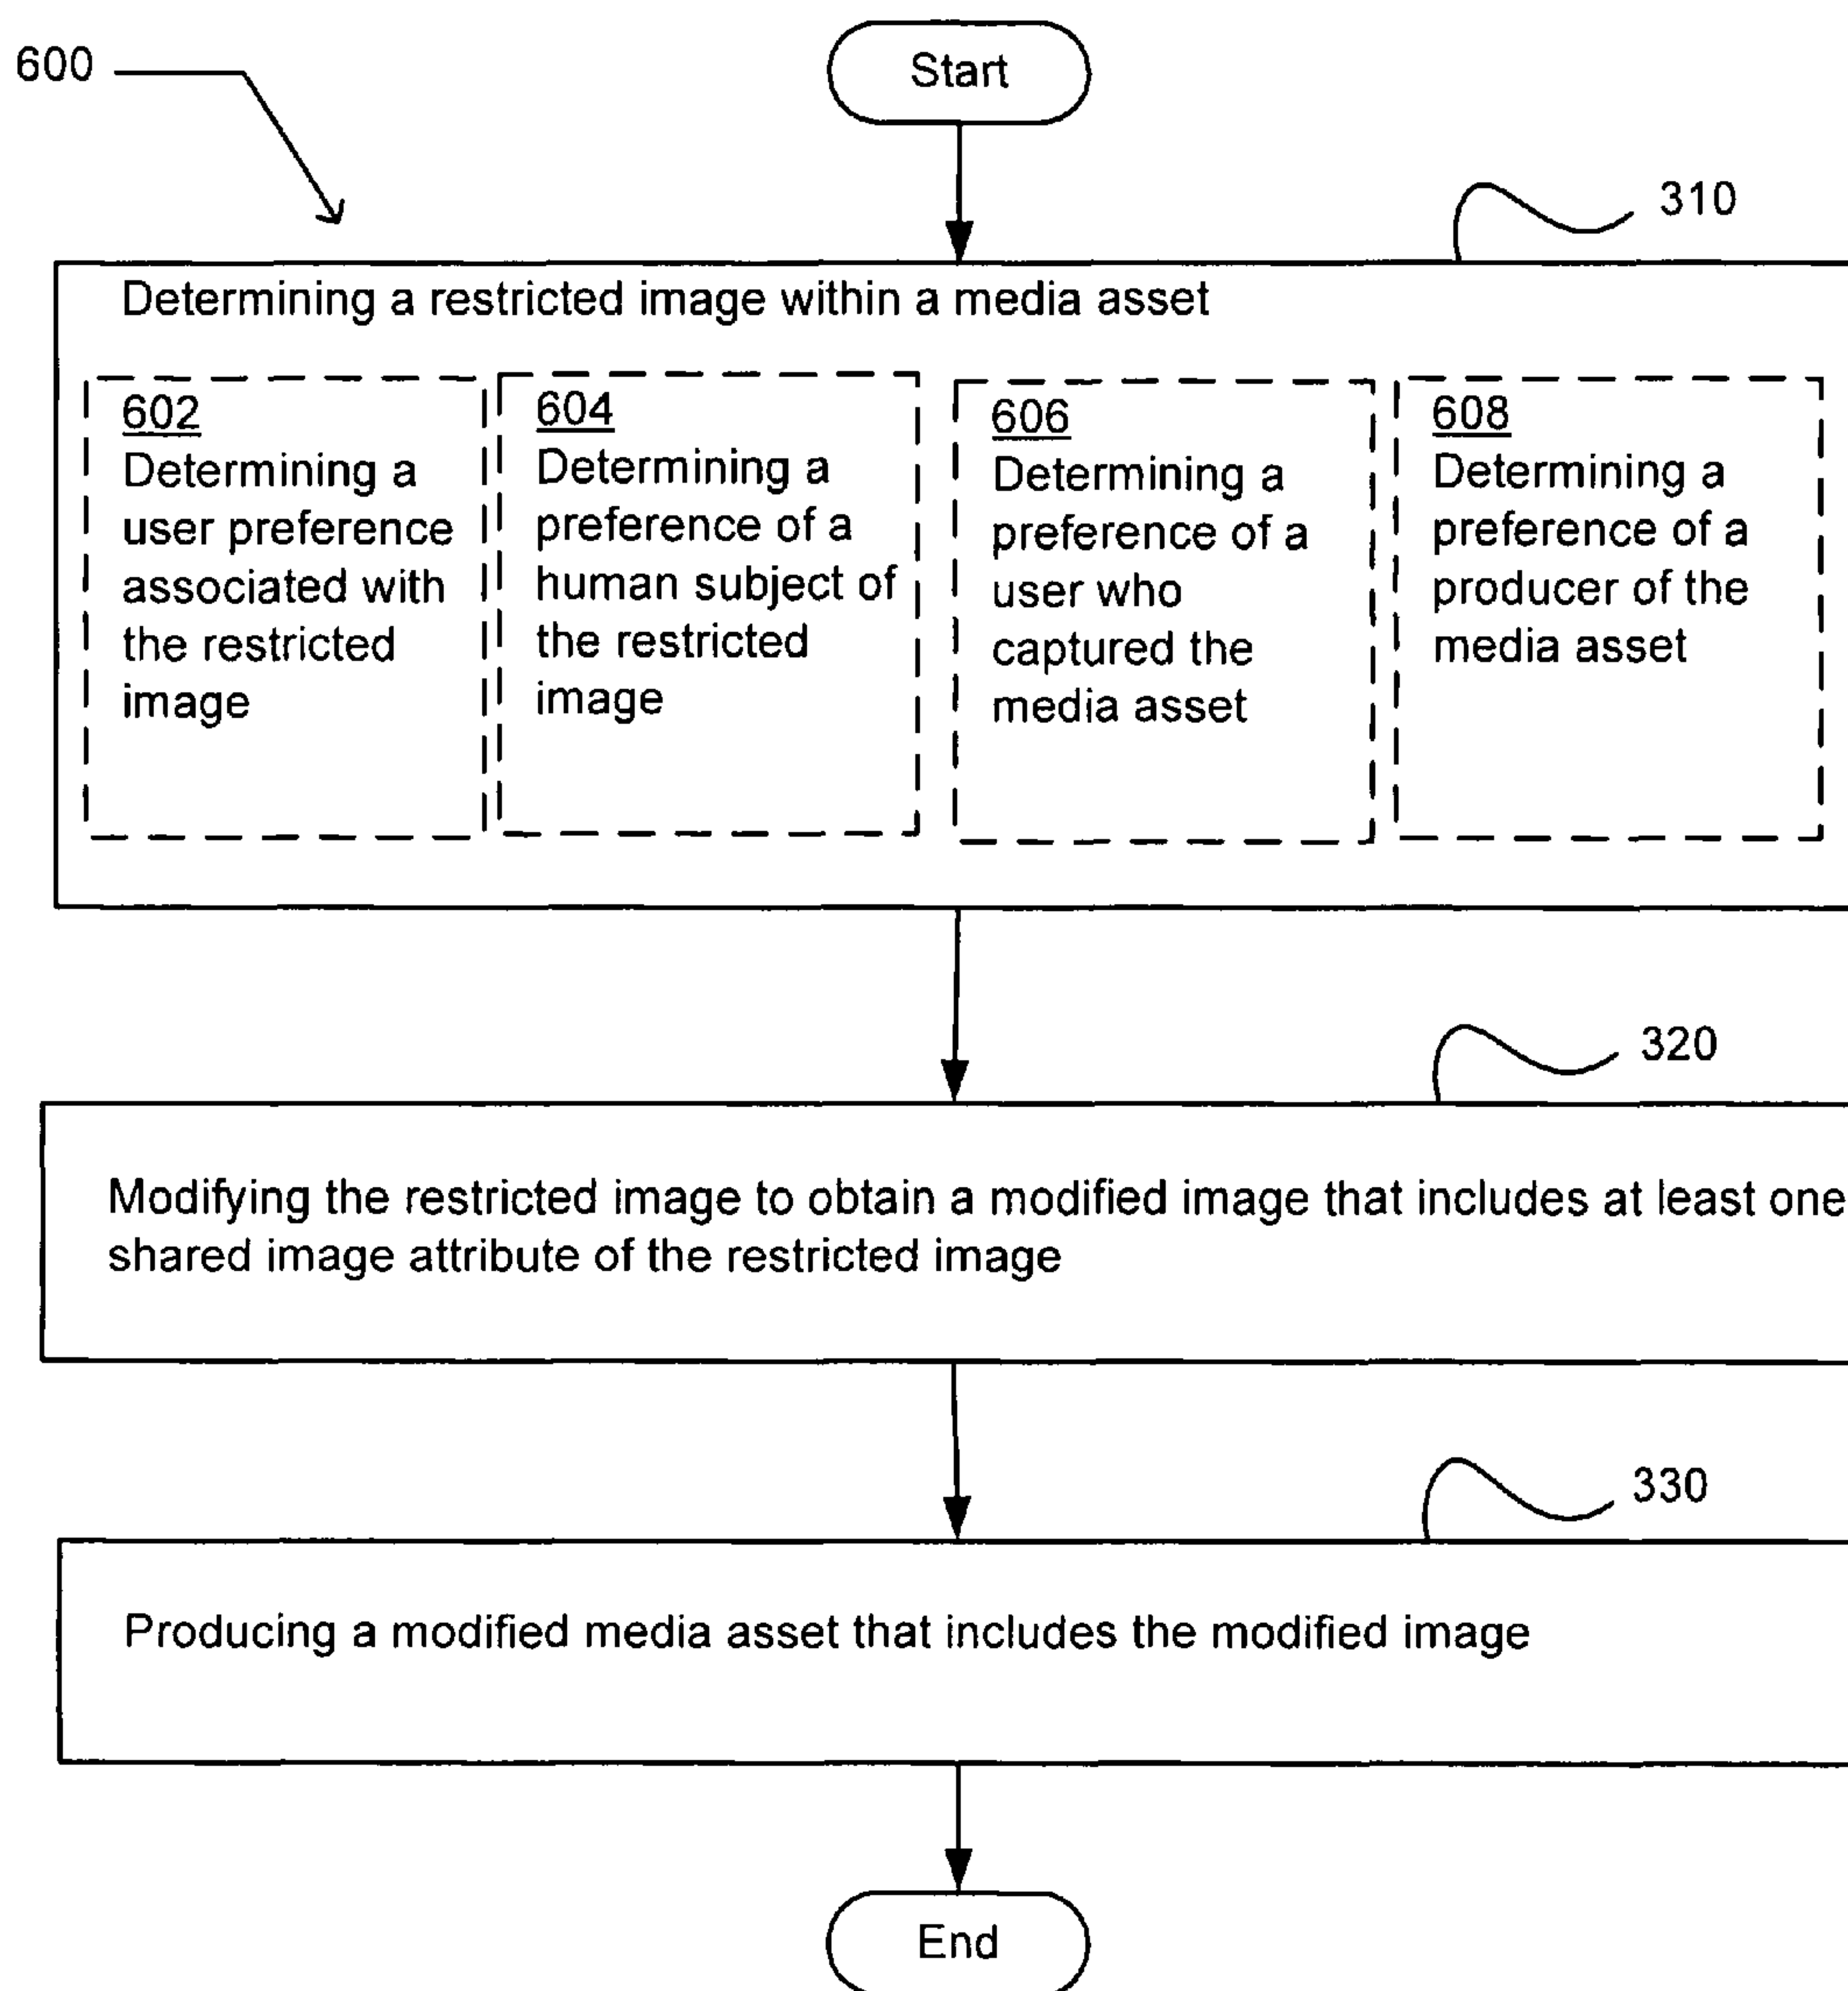 600
Start
310
Determining a restricted image within a media asset
602
Determining a
user preference
associated with
the restricted
image
604
Determining a
preference of a
human subject of
the restricted
image
606
Determining a
preference of a
user who
captured the
media asset
608
Determining a
preference of a
producer of the
media asset
320
Modifying the restricted image to obtain a modified image that includes at least one
shared image attribute of the restricted image
330
Producing a modified media asset that includes the modified image
End